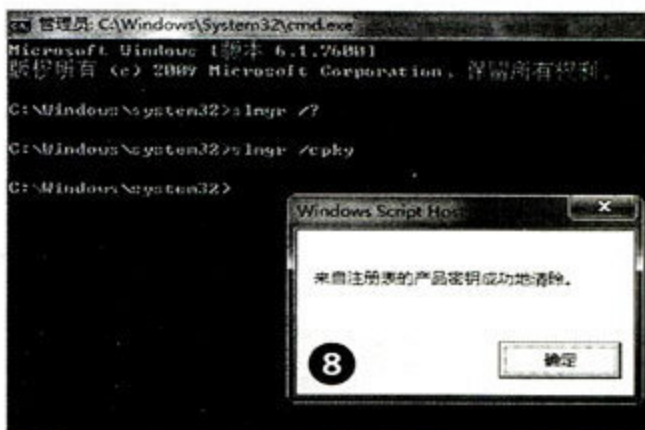 管理员: C:\Windows\System32\cmd.exe
Microsoft Windows [版本 6.1.7600]
版权所有 (c) 2009 Microsoft Corporation。保留所有权利。
C:\Windows\system32>slmgr /?
C:\Windows\system32>slmgr /cpky
C:\Windows\system32>
Windows Script Host
来自注册表的产品密钥成功地清除。
确定
8